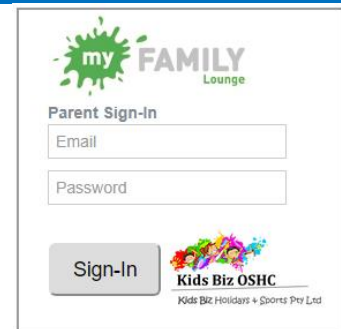 my FAMILY
Lounge
Parent Sign-In
Email
Password
Sign-In
Kids Biz OSHC
Kids Biz Holidays + Sports Pty Ltd